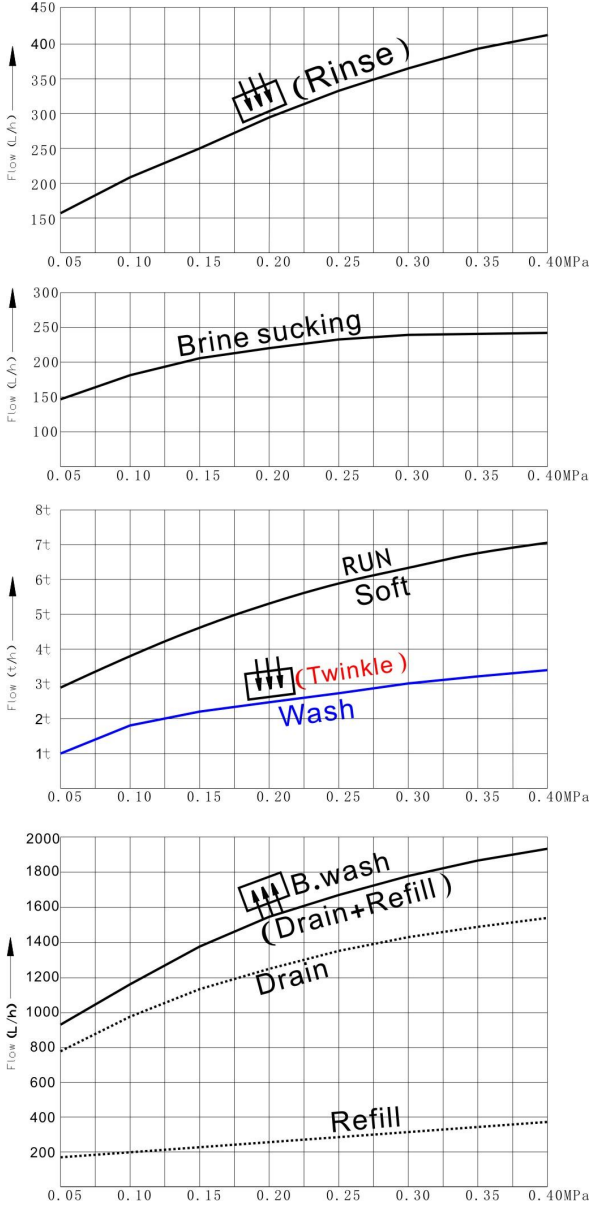 450
400
350
300
250
200
150
Flow (L/h)
(Rinse)
0.05 0.10 0.15 0.20 0.25 0.30 0.35 0.40MPa
300
250
200
150
100
Flow (L/h)
Brine sucking
0.05 0.10 0.15 0.20 0.25 0.30 0.35 0.40MPa
8t
7t
6t
5t
4t
3t
2t
1t
Flow (t/h)
RUN
Soft
(Twinkle)
Wash
0.05 0.10 0.15 0.20 0.25 0.30 0.35 0.40MPa
2000
1800
1600
1400
1200
1000
800
600
400
200
Flow (L/h)
B.wash
(Drain+Refill)
Drain
Refill
0.05 0.10 0.15 0.20 0.25 0.30 0.35 0.40MPa